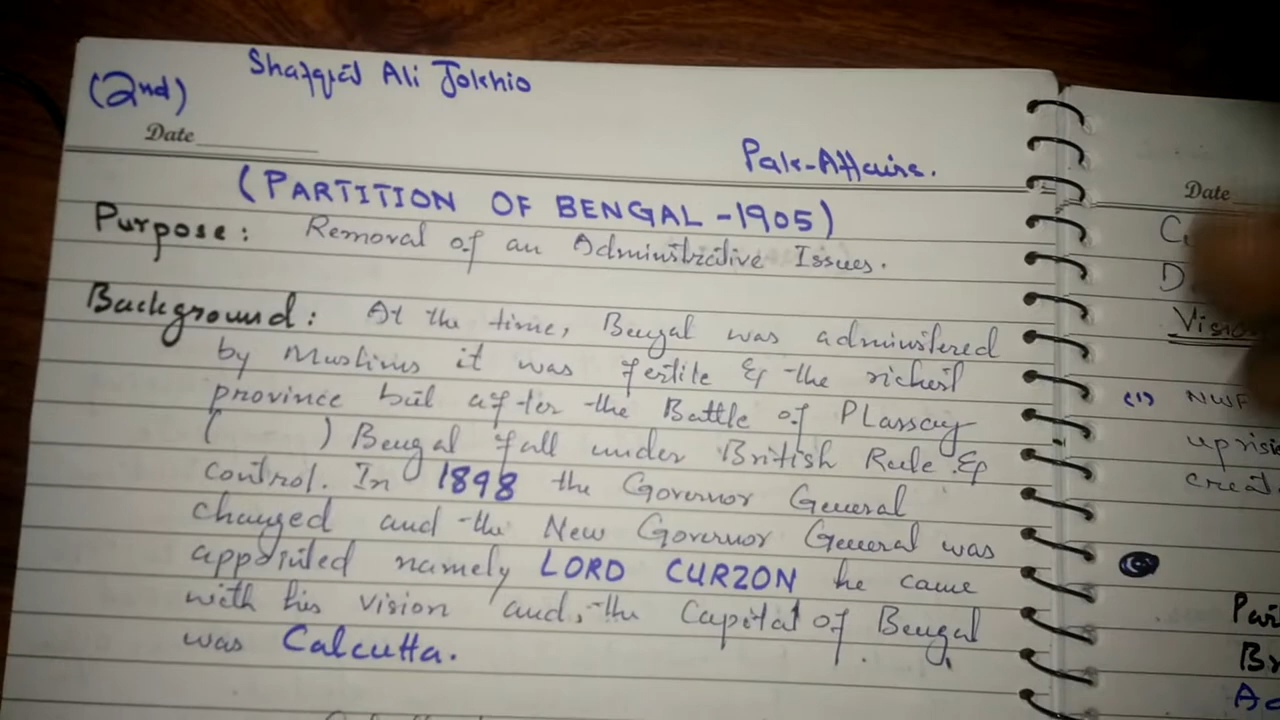 (2nd)
Shafqat Ali Jokhio
Date
Pak-Affairs.
(PARTITION OF BENGAL -1905)
Purpose: Removal of an Administrative Issues.
Background: At the time, Bengal was administered
by Muslims it was fertile & the richest
province but after the Battle of PLassay
( ) Bengal fall under British Rule &
control. In 1898 the Governor General
changed and the New Governor General was
appointed namely LORD CURZON he came
with his vision and, the Capital of Bengal
was Calcutta.
Date
(1) NWF